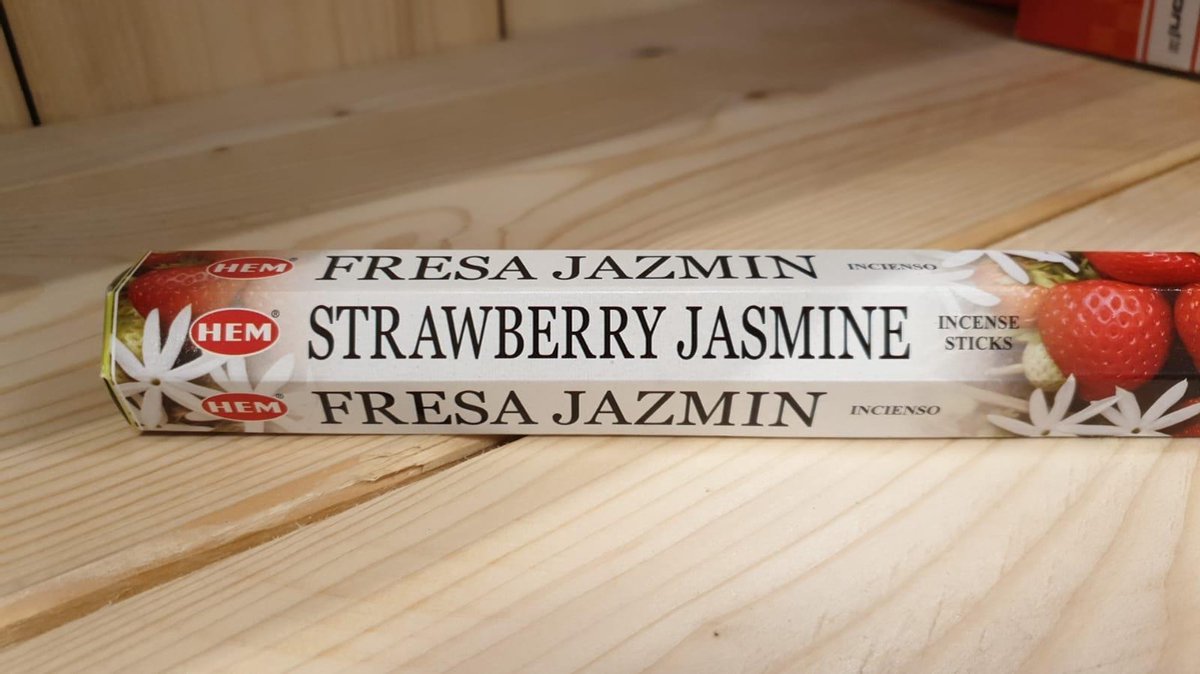 HEM® FRESA JAZMIN INCIENSO
HEM® STRAWBERRY JASMINE INCENSE STICKS
HEM® FRESA JAZMIN INCIENSO